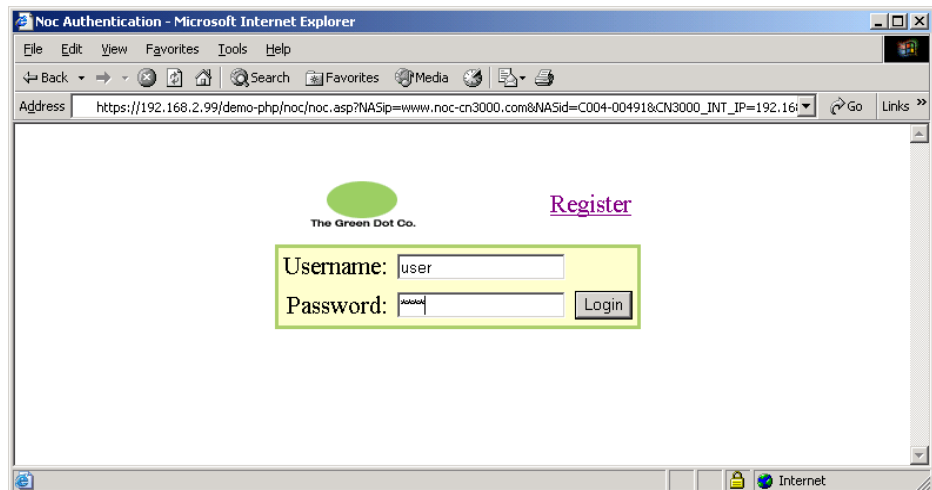 Noc Authentication - Microsoft Internet Explorer
File Edit View Favorites Tools Help
Back Search Favorites Media
Address https://192.168.2.99/demo-php/noc/noc.asp?NASip=www.noc-cn3000.com&NASid=C004-00491&CN3000_INT_IP=192.16 Go Links »
Register
The Green Dot Co.
Username: user
Password: **** Login
Internet